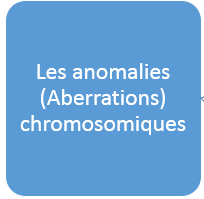 Les anomalies
(Aberrations)
chromosomiques